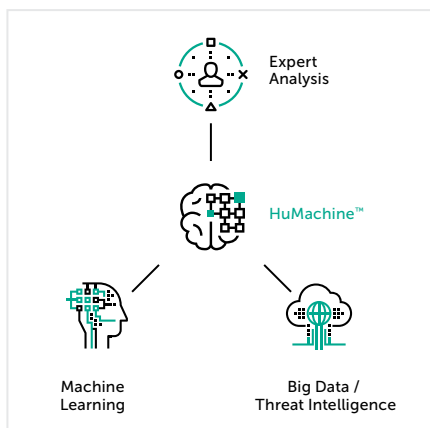 Expert
Analysis
HuMachine™
Machine
Learning
Big Data /
Threat Intelligence